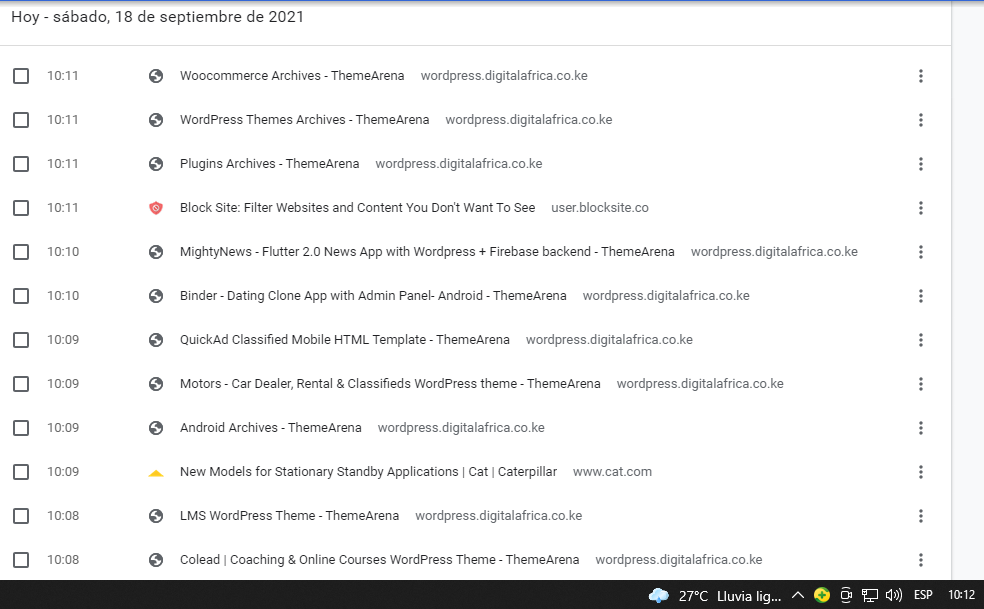 Hoy - sábado, 18 de septiembre de 2021
10:11 Woocommerce Archives - ThemeArena wordpress.digitalafrica.co.ke
10:11 WordPress Themes Archives - ThemeArena wordpress.digitalafrica.co.ke
10:11 Plugins Archives - ThemeArena wordpress.digitalafrica.co.ke
10:11 Block Site: Filter Websites and Content You Don't Want To See user.blocksite.co
10:10 MightyNews - Flutter 2.0 News App with Wordpress + Firebase backend - ThemeArena wordpress.digitalafrica.co.ke
10:10 Binder - Dating Clone App with Admin Panel- Android - ThemeArena wordpress.digitalafrica.co.ke
10:09 QuickAd Classified Mobile HTML Template - ThemeArena wordpress.digitalafrica.co.ke
10:09 Motors - Car Dealer, Rental & Classifieds WordPress theme - ThemeArena wordpress.digitalafrica.co.ke
10:09 Android Archives - ThemeArena wordpress.digitalafrica.co.ke
10:09 New Models for Stationary Standby Applications | Cat | Caterpillar www.cat.com
10:08 LMS WordPress Theme - ThemeArena wordpress.digitalafrica.co.ke
10:08 Colead | Coaching & Online Courses WordPress Theme - ThemeArena wordpress.digitalafrica.co.ke
27°C Lluvia lig... ESP 10:12